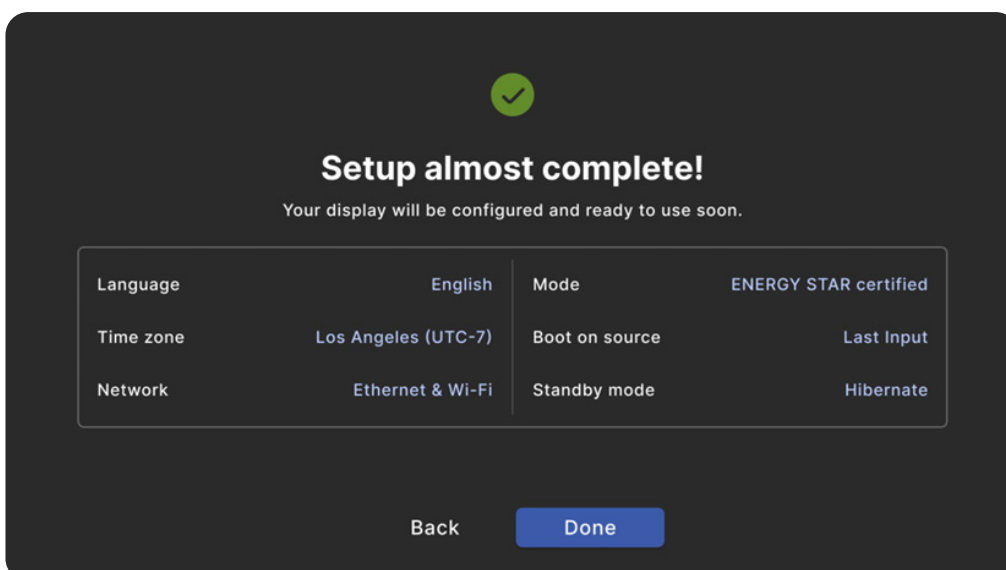 Setup almost complete!
Your display will be configured and ready to use soon.
Language English
Time zone Los Angeles (UTC-7)
Network Ethernet & Wi-Fi
Mode ENERGY STAR certified
Boot on source Last Input
Standby mode Hibernate
Back
Done